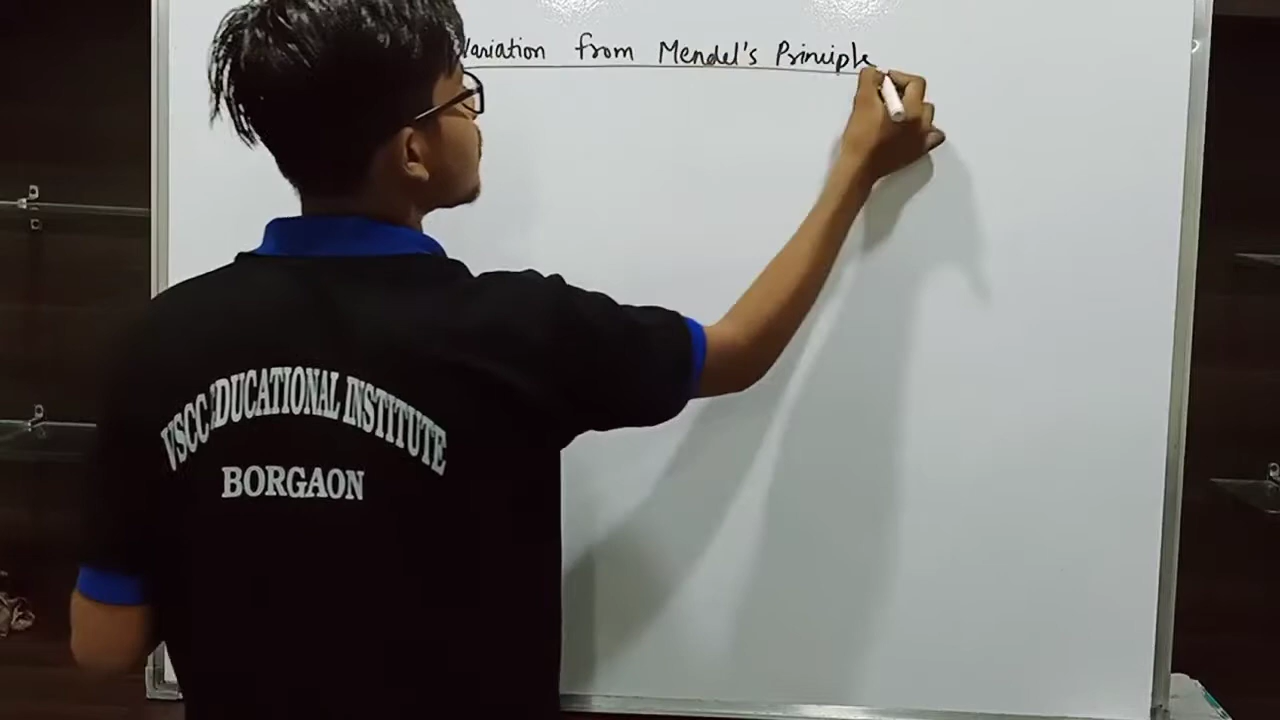 Variation from Mendel's Principle
VSCC EDUCATIONAL INSTITUTE
BORGAON